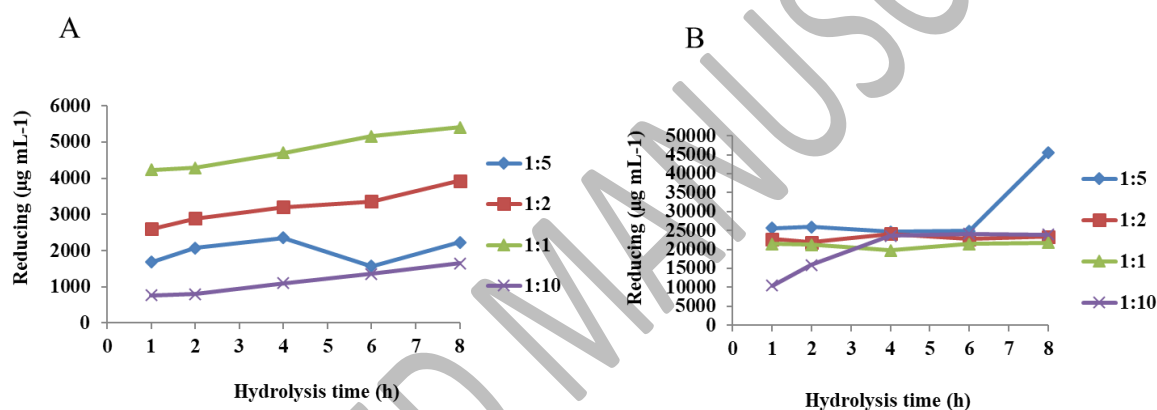 A
Reducing (µg mL-1)
6000
5000
4000
3000
2000
1000
0
0 1 2 3 4 6 8
Hydrolysis time (h)
1:5
1:2
1:1
1:10
B
Reducing (µg mL-1)
50000
45000
40000
35000
30000
25000
20000
15000
10000
50000
0
0 1 2 3 4 5 6 7 8
Hydrolysis time (h)
1:5
1:2
1:1
1:10
D MANUSC